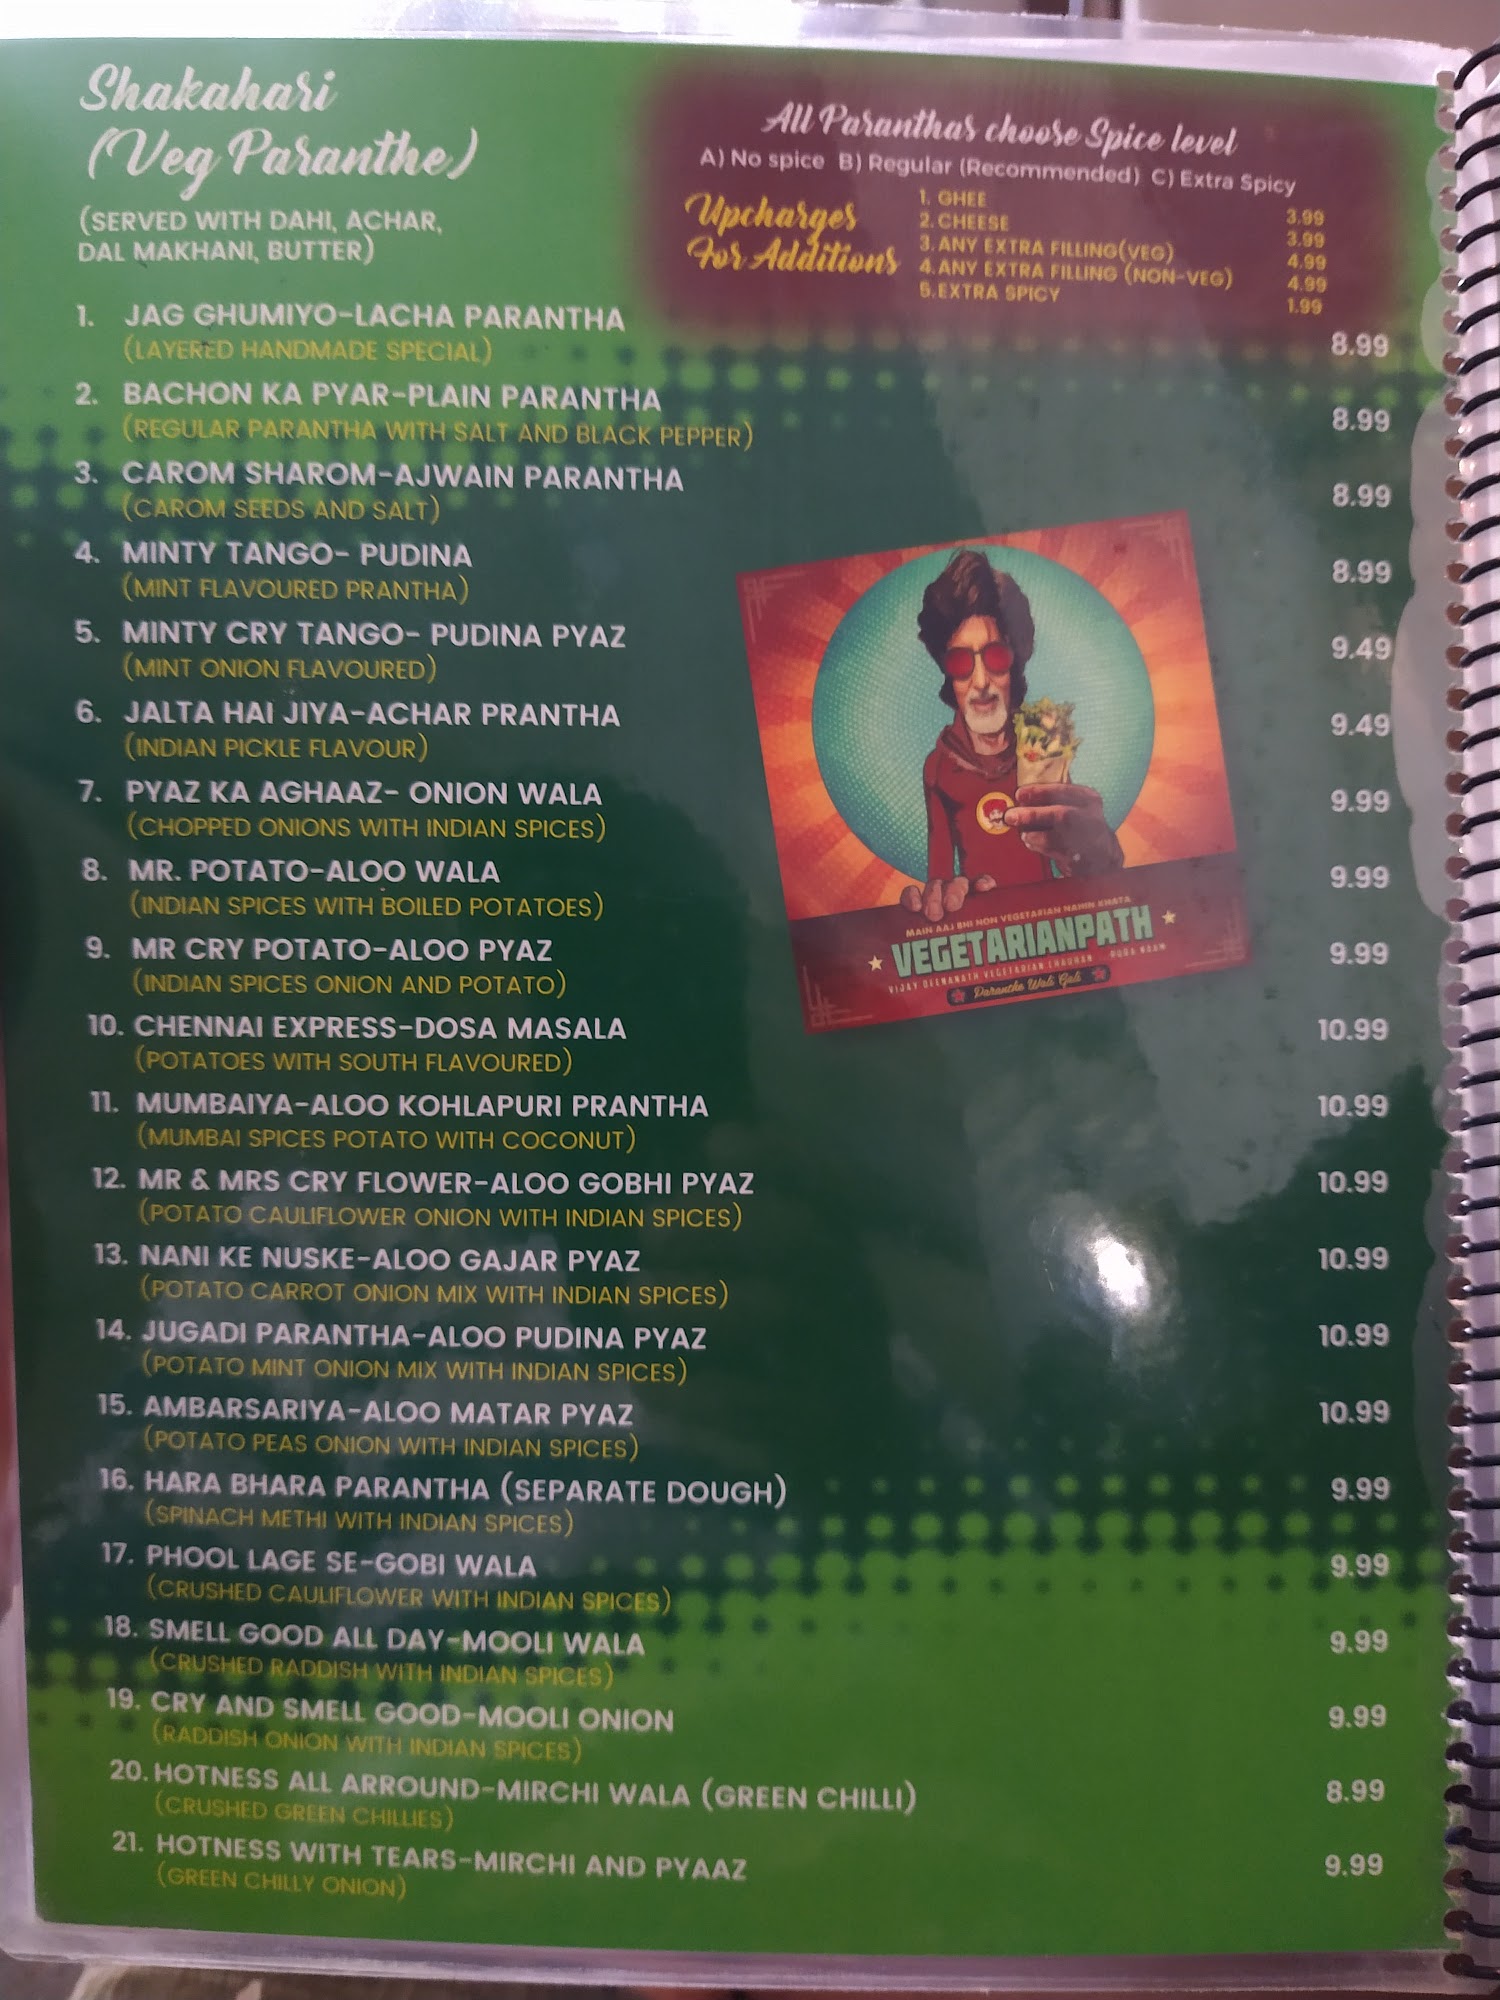 Shakahari
(Veg Paranthe)
(SERVED WITH DAHI, ACHAR,
DAL MAKHANI, BUTTER)
All Paranthas choose Spice level
A) No spice B) Regular (Recommended) C) Extra Spicy
Upcharges
For Additions
1. GHEE 3.99
2. CHEESE 3.99
3. ANY EXTRA FILLING(VEG) 4.99
4. ANY EXTRA FILLING (NON-VEG) 4.99
5. EXTRA SPICY 1.99
1. JAG GHUMIYO-LACHA PARANTHA 8.99
(LAYERED HANDMADE SPECIAL)
2. BACHON KA PYAR-PLAIN PARANTHA 8.99
(REGULAR PARANTHA WITH SALT AND BLACK PEPPER)
3. CAROM SHAROM-AJWAIN PARANTHA 8.99
(CAROM SEEDS AND SALT)
4. MINTY TANGO- PUDINA 8.99
(MINT FLAVOURED PRANTHA)
5. MINTY CRY TANGO- PUDINA PYAZ 9.49
(MINT ONION FLAVOURED)
6. JALTA HAI JIYA-ACHAR PRANTHA 9.49
(INDIAN PICKLE FLAVOUR)
7. PYAZ KA AGHAAZ- ONION WALA 9.99
(CHOPPED ONIONS WITH INDIAN SPICES)
8. MR. POTATO-ALOO WALA 9.99
(INDIAN SPICES WITH BOILED POTATOES)
9. MR CRY POTATO-ALOO PYAZ 9.99
(INDIAN SPICES ONION AND POTATO)
10. CHENNAI EXPRESS-DOSA MASALA 10.99
(POTATOES WITH SOUTH FLAVOURED)
11. MUMBAIYA-ALOO KOHLAPURI PRANTHA 10.99
(MUMBAI SPICES POTATO WITH COCONUT)
12. MR & MRS CRY FLOWER-ALOO GOBHI PYAZ 10.99
(POTATO CAULIFLOWER ONION WITH INDIAN SPICES)
13. NANI KE NUSKE-ALOO GAJAR PYAZ 10.99
(POTATO CARROT ONION MIX WITH INDIAN SPICES)
14. JUGADI PARANTHA-ALOO PUDINA PYAZ 10.99
(POTATO MINT ONION MIX WITH INDIAN SPICES)
15. AMBARSARIYA-ALOO MATAR PYAZ 10.99
(POTATO PEAS ONION WITH INDIAN SPICES)
16. HARA BHARA PARANTHA (SEPARATE DOUGH) 9.99
(SPINACH METHI WITH INDIAN SPICES)
17. PHOOL LAGE SE-GOBI WALA 9.99
(CRUSHED CAULIFLOWER WITH INDIAN SPICES)
18. SMELL GOOD ALL DAY-MOOLI WALA 9.99
(CRUSHED RADDISH WITH INDIAN SPICES)
19. CRY AND SMELL GOOD-MOOLI ONION 9.99
(RADDISH ONION WITH INDIAN SPICES)
20. HOTNESS ALL ARROUND-MIRCHI WALA (GREEN CHILLI) 8.99
(CRUSHED GREEN CHILLIES)
21. HOTNESS WITH TEARS-MIRCHI AND PYAAZ 9.99
(GREEN CHILLY ONION)
MAIN AAJ BHI NON VEGETARIAN NAHIN KHATA
VEGETARIANPATH
VIJAY DEENANATH VEGETARIAN CHAUHAN
Paranthe Wali Gali